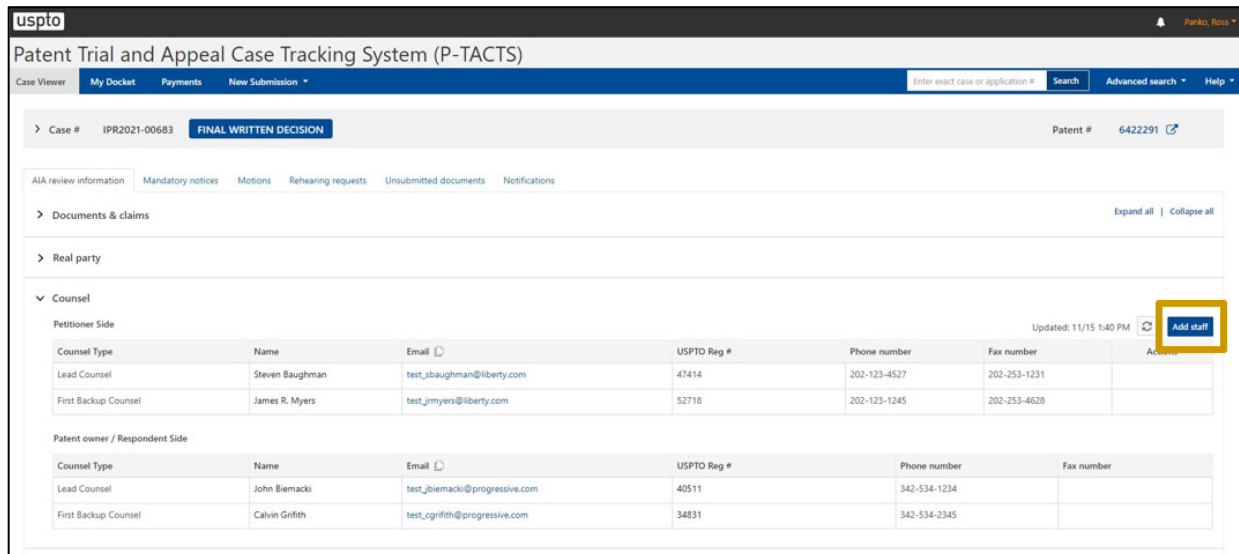 uspto
Panko, Ross
Patent Trial and Appeal Case Tracking System (P-TACTS)
Case Viewer My Docket Payments New Submission Enter exact case or application # Search Advanced search Help
Case # IPR2021-00683 FINAL WRITTEN DECISION Patent # 6422291
AIA review information Mandatory notices Motions Rehearing requests Unsubmitted documents Notifications
Documents & claims Expand all | Collapse all
Real party
Counsel
Petitioner Side Updated: 11/15 1:40 PM Add staff
Counsel Type Name Email USPTO Reg # Phone number Fax number Actions
Lead Counsel Steven Baughman test_sbaughman@liberty.com 47414 202-123-4527 202-253-1231
First Backup Counsel James R. Myers test_jrmyers@liberty.com 52718 202-123-1245 202-253-4628
Patent owner / Respondent Side
Counsel Type Name Email USPTO Reg # Phone number Fax number
Lead Counsel John Biemacki test_jbiemacki@progressive.com 40511 342-534-1234
First Backup Counsel Calvin Grifith test_cgrifith@progressive.com 34831 342-534-2345